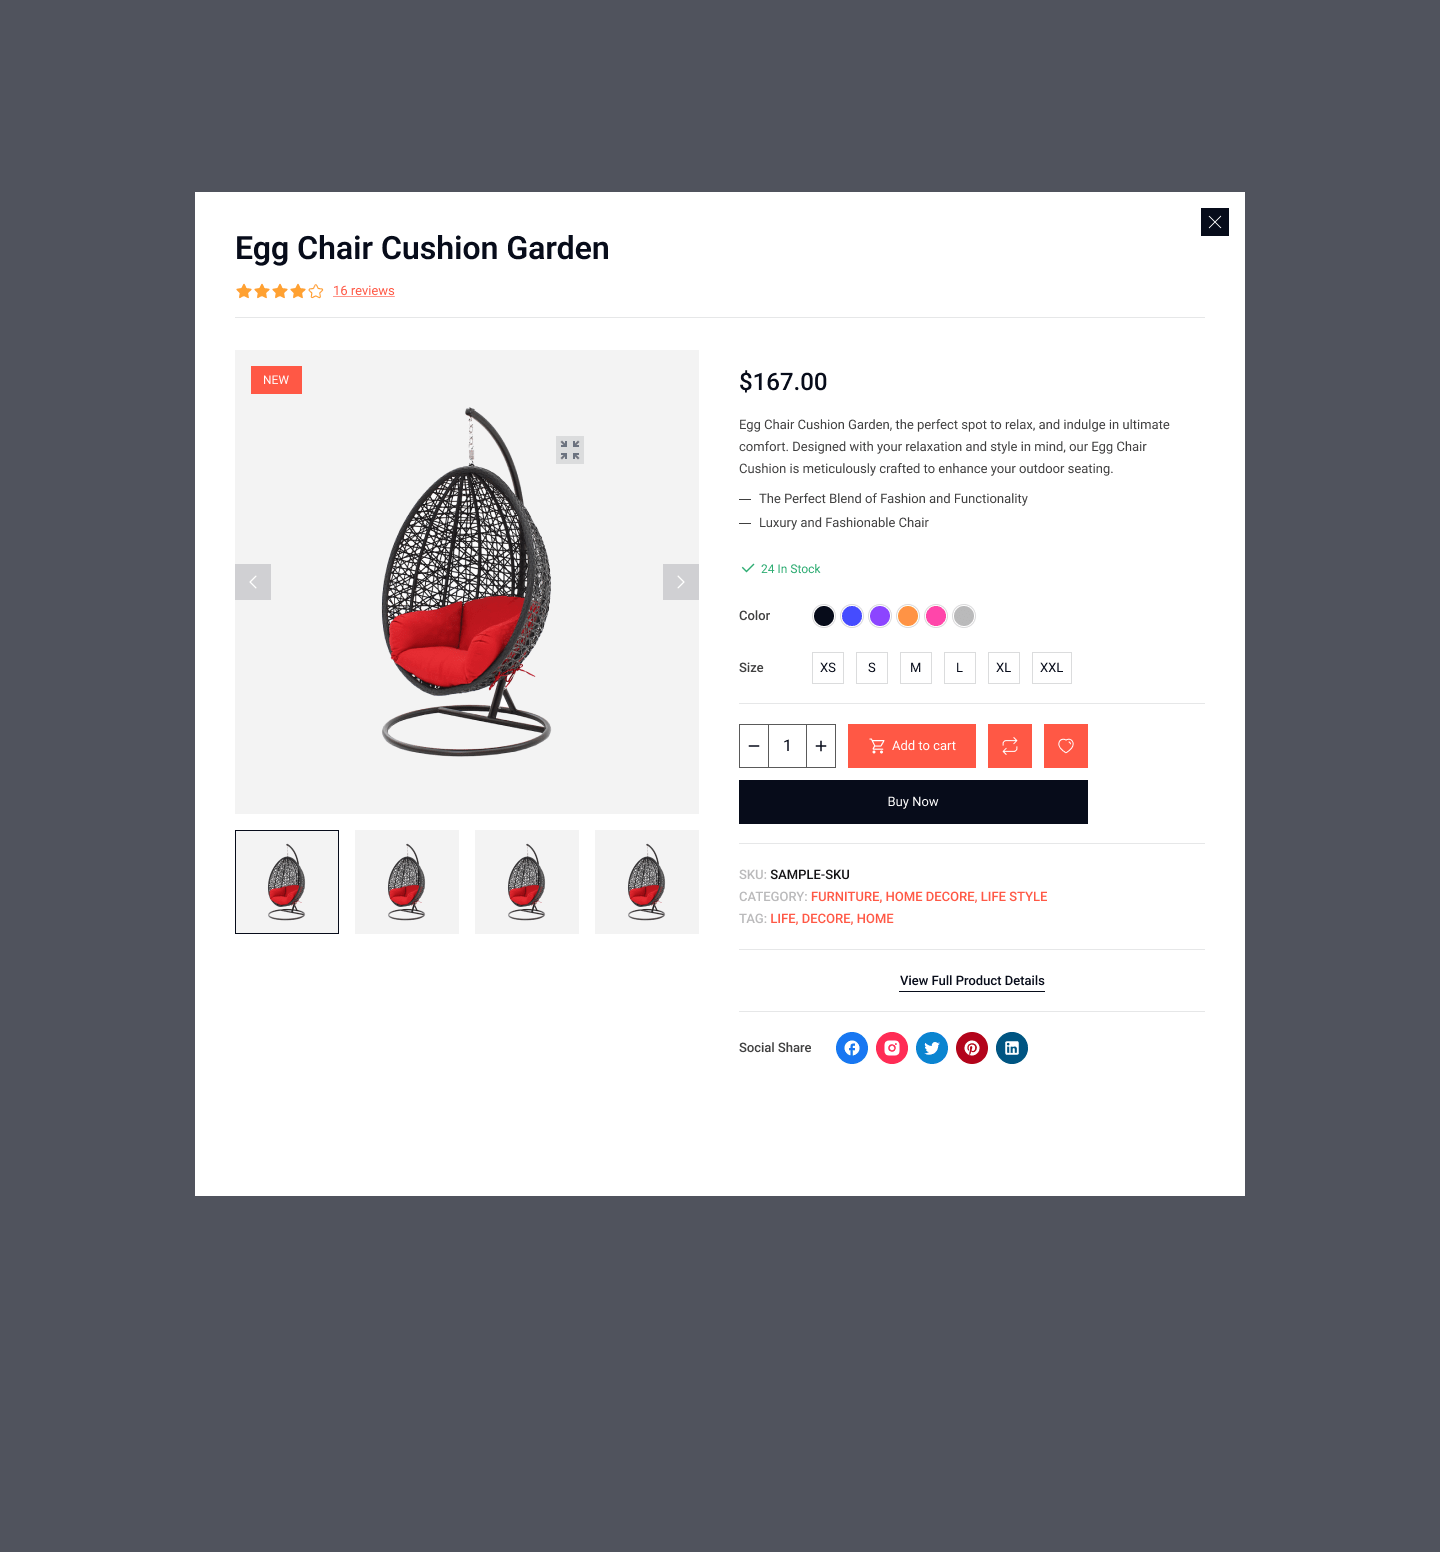 Egg Chair Cushion Garden
16 reviews
NEW
$167.00
Egg Chair Cushion Garden, the perfect spot to relax, and indulge in ultimate
comfort. Designed with your relaxation and style in mind, our Egg Chair
Cushion is meticulously crafted to enhance your outdoor seating.
— The Perfect Blend of Fashion and Functionality
— Luxury and Fashionable Chair
24 In Stock
Color
Size XS S M L XL XXL
− 1 + Add to cart
Buy Now
SKU: SAMPLE-SKU
CATEGORY: FURNITURE, HOME DECORE, LIFE STYLE
TAG: LIFE, DECORE, HOME
View Full Product Details
Social Share